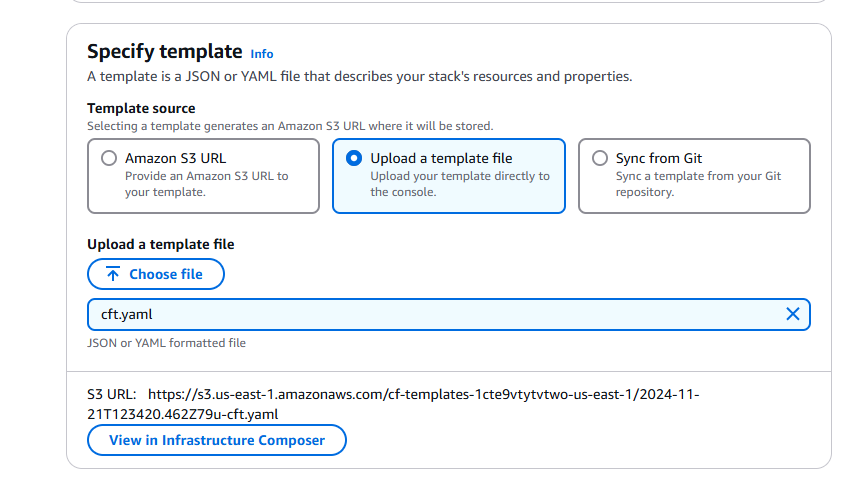 Specify template Info
A template is a JSON or YAML file that describes your stack's resources and properties.
Template source
Selecting a template generates an Amazon S3 URL where it will be stored.
Amazon S3 URL
Provide an Amazon S3 URL to
your template.
Upload a template file
Upload your template directly to
the console.
Sync from Git
Sync a template from your Git
repository.
Upload a template file
Choose file
cft.yaml
JSON or YAML formatted file
S3 URL: https://s3.us-east-1.amazonaws.com/cf-templates-1cte9vtytvtwo-us-east-1/2024-11-
21T123420.462Z79u-cft.yaml
View in Infrastructure Composer